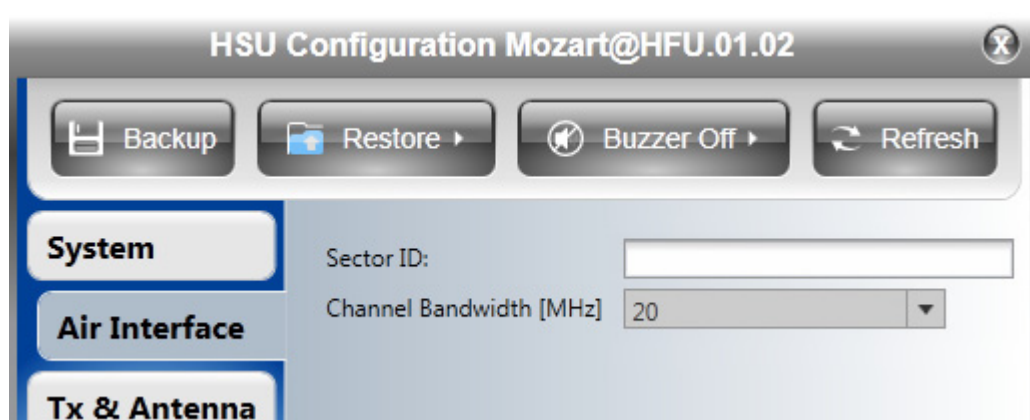 HSU Configuration Mozart@HFU.01.02
Backup Restore Buzzer Off Refresh
System
Sector ID:
Channel Bandwidth [MHz] 20
Air Interface
Tx & Antenna